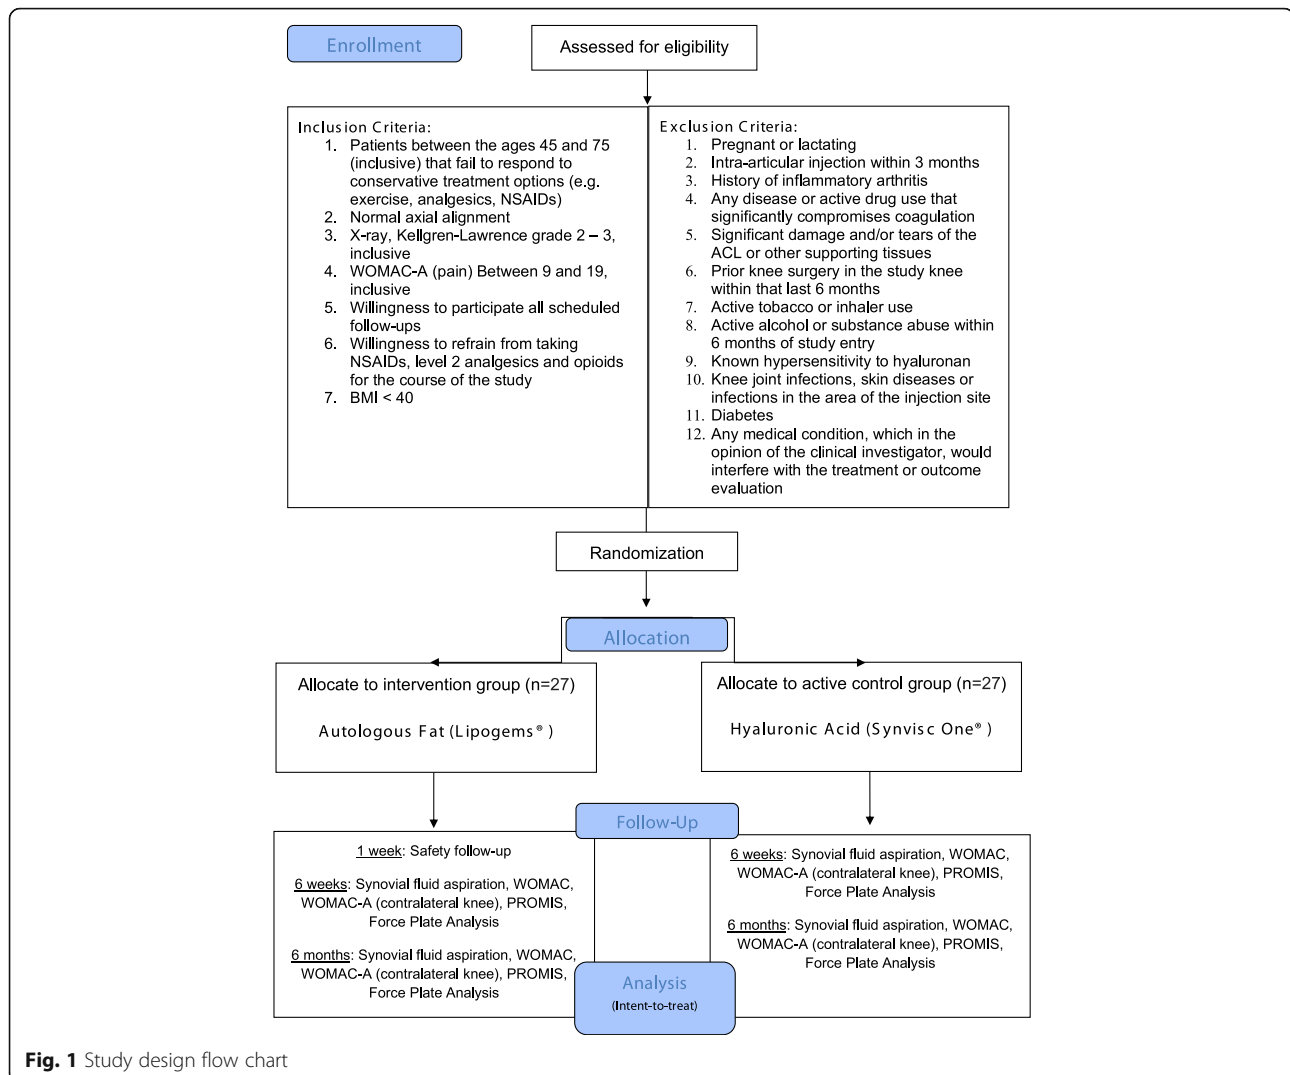 Enrollment
Assessed for eligibility
Inclusion Criteria:
1. Patients between the ages 45 and 75
(inclusive) that fail to respond to
conservative treatment options (e.g.
exercise, analgesics, NSAIDs)
2. Normal axial alignment
3. X-ray, Kellgren-Lawrence grade 2 – 3,
inclusive
4. WOMAC-A (pain) Between 9 and 19,
inclusive
5. Willingness to participate all scheduled
follow-ups
6. Willingness to refrain from taking
NSAIDs, level 2 analgesics and opioids
for the course of the study
7. BMI < 40
Exclusion Criteria:
1. Pregnant or lactating
2. Intra-articular injection within 3 months
3. History of inflammatory arthritis
4. Any disease or active drug use that
significantly compromises coagulation
5. Significant damage and/or tears of the
ACL or other supporting tissues
6. Prior knee surgery in the study knee
within that last 6 months
7. Active tobacco or inhaler use
8. Active alcohol or substance abuse within
6 months of study entry
9. Known hypersensitivity to hyaluronan
10. Knee joint infections, skin diseases or
infections in the area of the injection site
11. Diabetes
12. Any medical condition, which in the
opinion of the clinical investigator, would
interfere with the treatment or outcome
evaluation
Randomization
Allocation
Allocate to intervention group (n=27)
Autologous Fat (Lipogems®)
Allocate to active control group (n=27)
Hyaluronic Acid (Synvisc One®)
Follow-Up
1 week: Safety follow-up
6 weeks: Synovial fluid aspiration, WOMAC,
WOMAC-A (contralateral knee), PROMIS,
Force Plate Analysis
6 months: Synovial fluid aspiration, WOMAC,
WOMAC-A (contralateral knee), PROMIS,
Force Plate Analysis
6 weeks: Synovial fluid aspiration, WOMAC,
WOMAC-A (contralateral knee), PROMIS,
Force Plate Analysis
6 months: Synovial fluid aspiration, WOMAC,
WOMAC-A (contralateral knee), PROMIS,
Force Plate Analysis
Analysis
(Intent-to-treat)
Fig. 1 Study design flow chart